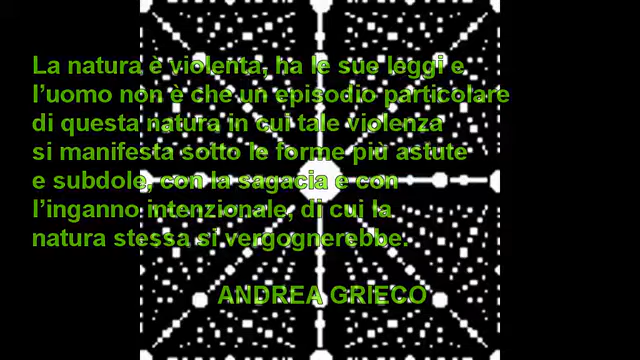 La natura è violenta, ha le sue leggi e
l’uomo non è che un episodio particolare
di questa natura in cui tale violenza
si manifesta sotto le forme più astute
e subdole, con la sagacia e con
l’inganno intenzionale, di cui la
natura stessa si vergognerebbe.
ANDREA GRIECO